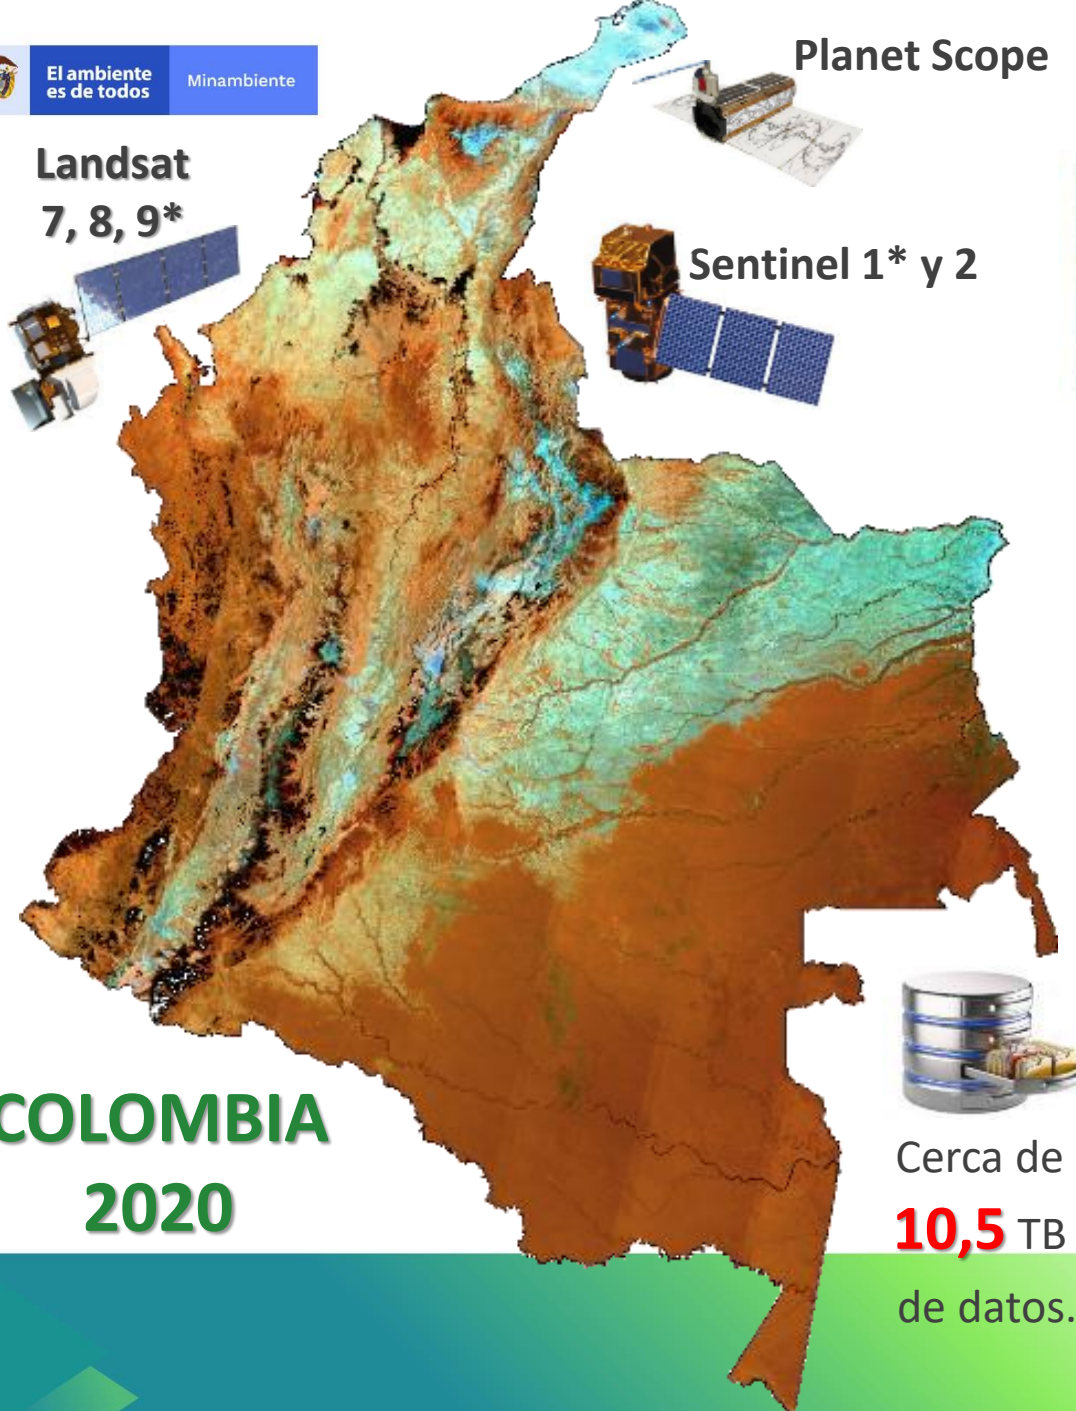 El ambiente
es de todos
Minambiente
Planet Scope
Landsat
7, 8, 9*
Sentinel 1* y 2
COLOMBIA
2020
Cerca de
10,5 TB
de datos.